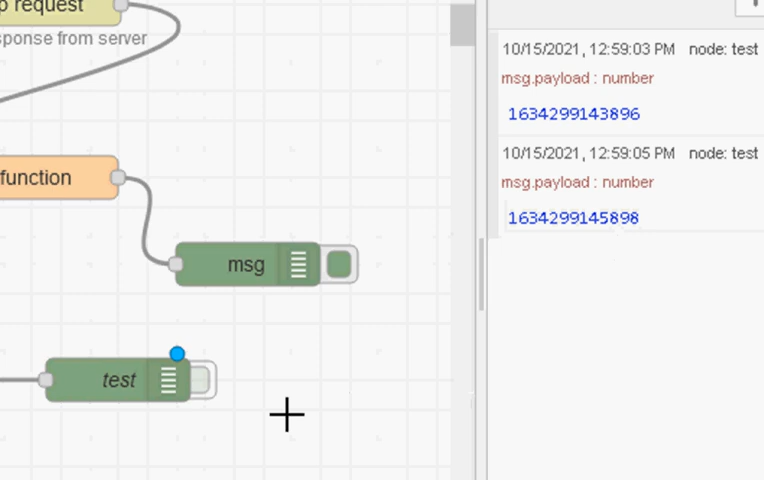 p request
sponse from server
function
msg
test
10/15/2021, 12:59:03 PM node: test
msg.payload : number
1634299143896
10/15/2021, 12:59:05 PM node: test
msg.payload : number
1634299145898